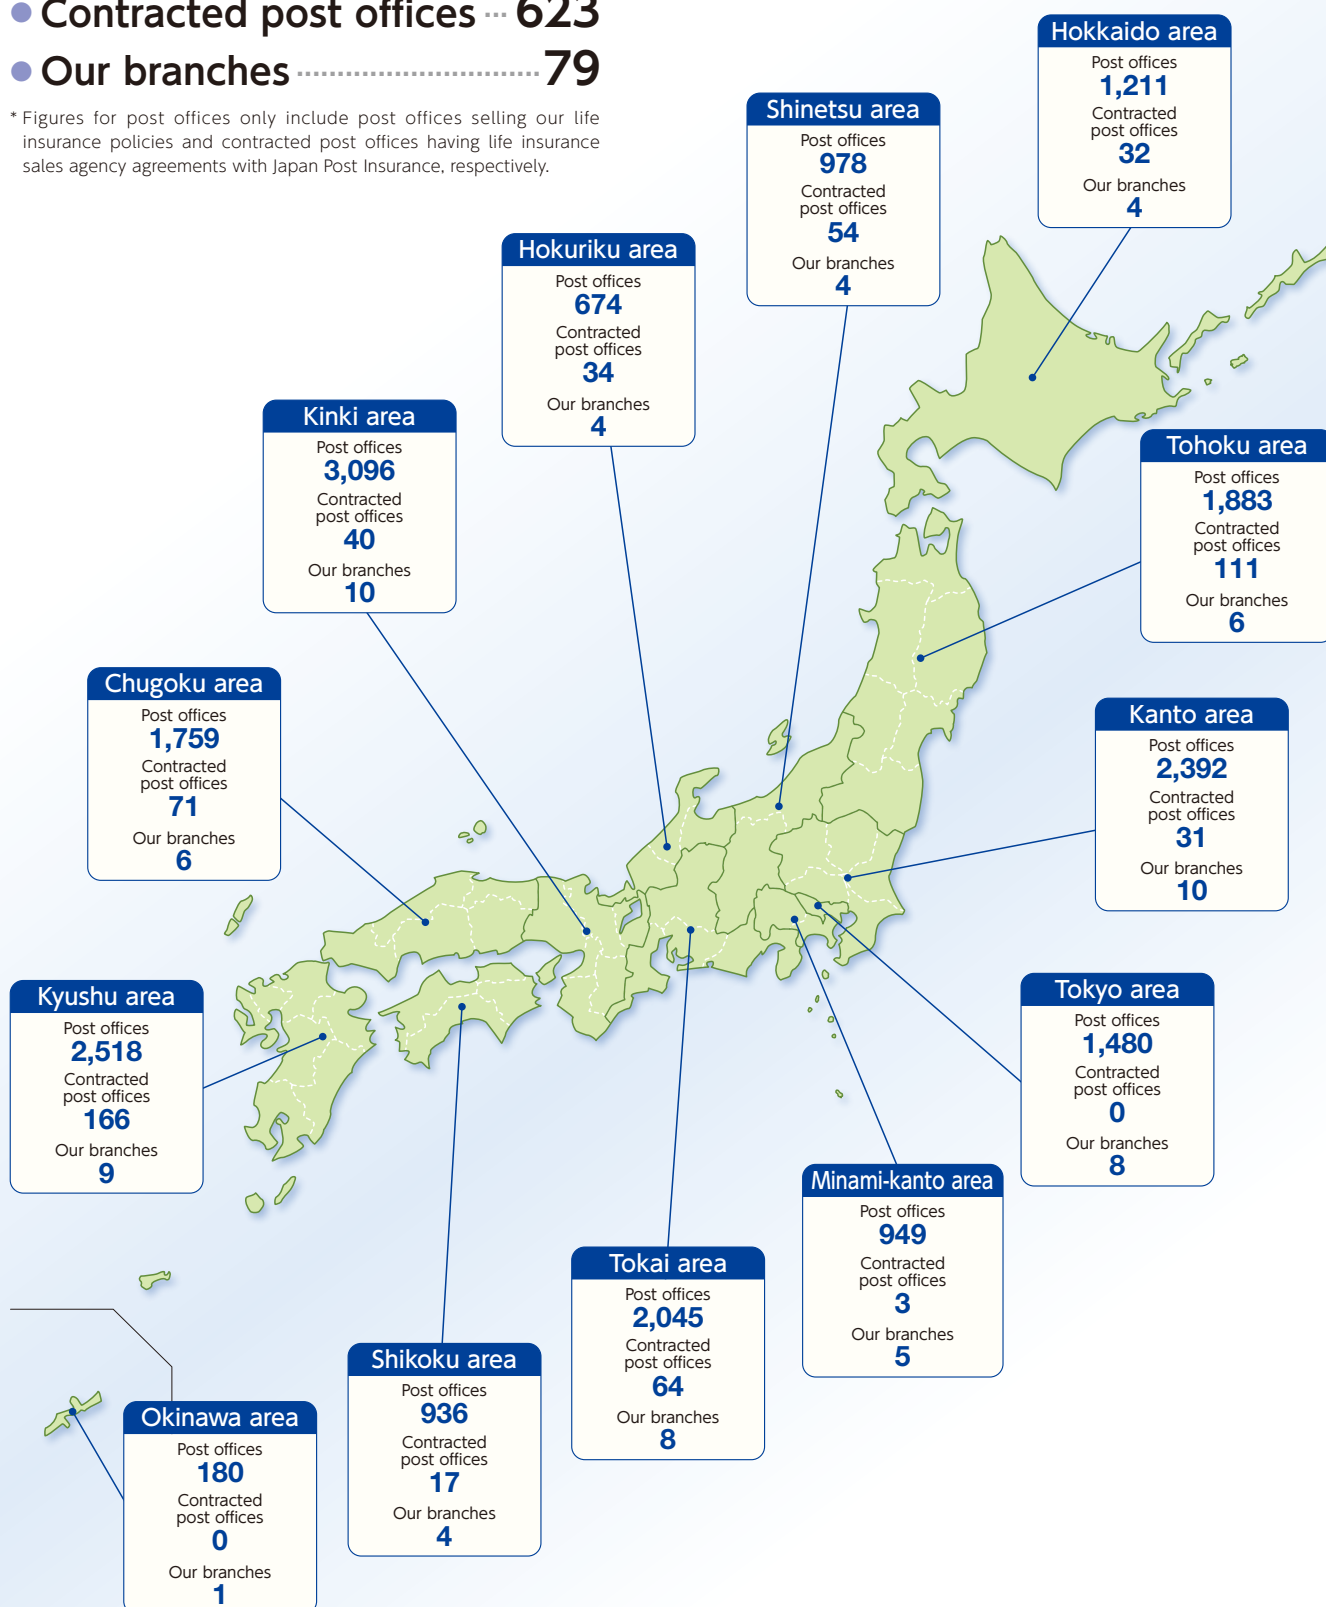 Contracted post offices ··· 623
Our branches ····························· 79
* Figures for post offices only include post offices selling our life
insurance policies and contracted post offices having life insurance
sales agency agreements with Japan Post Insurance, respectively.
Hokkaido area
Post offices
1,211
Contracted
post offices
32
Our branches
4
Shinetsu area
Post offices
978
Contracted
post offices
54
Our branches
4
Hokuriku area
Post offices
674
Contracted
post offices
34
Our branches
4
Kinki area
Post offices
3,096
Contracted
post offices
40
Our branches
10
Tohoku area
Post offices
1,883
Contracted
post offices
111
Our branches
6
Chugoku area
Post offices
1,759
Contracted
post offices
71
Our branches
6
Kanto area
Post offices
2,392
Contracted
post offices
31
Our branches
10
Kyushu area
Post offices
2,518
Contracted
post offices
166
Our branches
9
Tokyo area
Post offices
1,480
Contracted
post offices
0
Our branches
8
Minami-kanto area
Post offices
949
Contracted
post offices
3
Our branches
5
Tokai area
Post offices
2,045
Contracted
post offices
64
Our branches
8
Shikoku area
Post offices
936
Contracted
post offices
17
Our branches
4
Okinawa area
Post offices
180
Contracted
post offices
0
Our branches
1